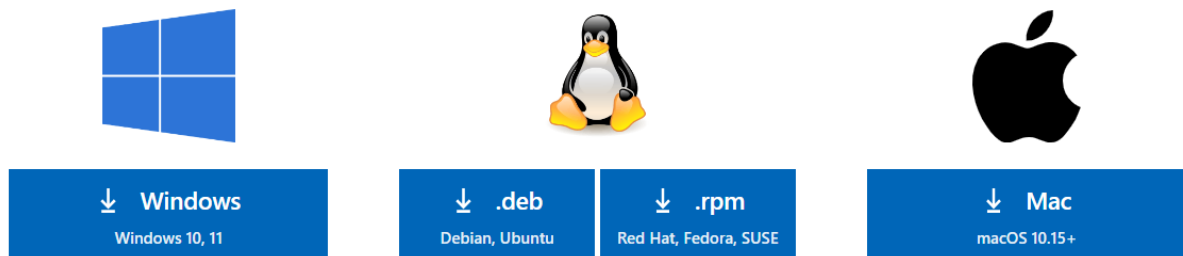 Windows
Windows 10, 11
.deb
Debian, Ubuntu
.rpm
Red Hat, Fedora, SUSE
Mac
macOS 10.15+